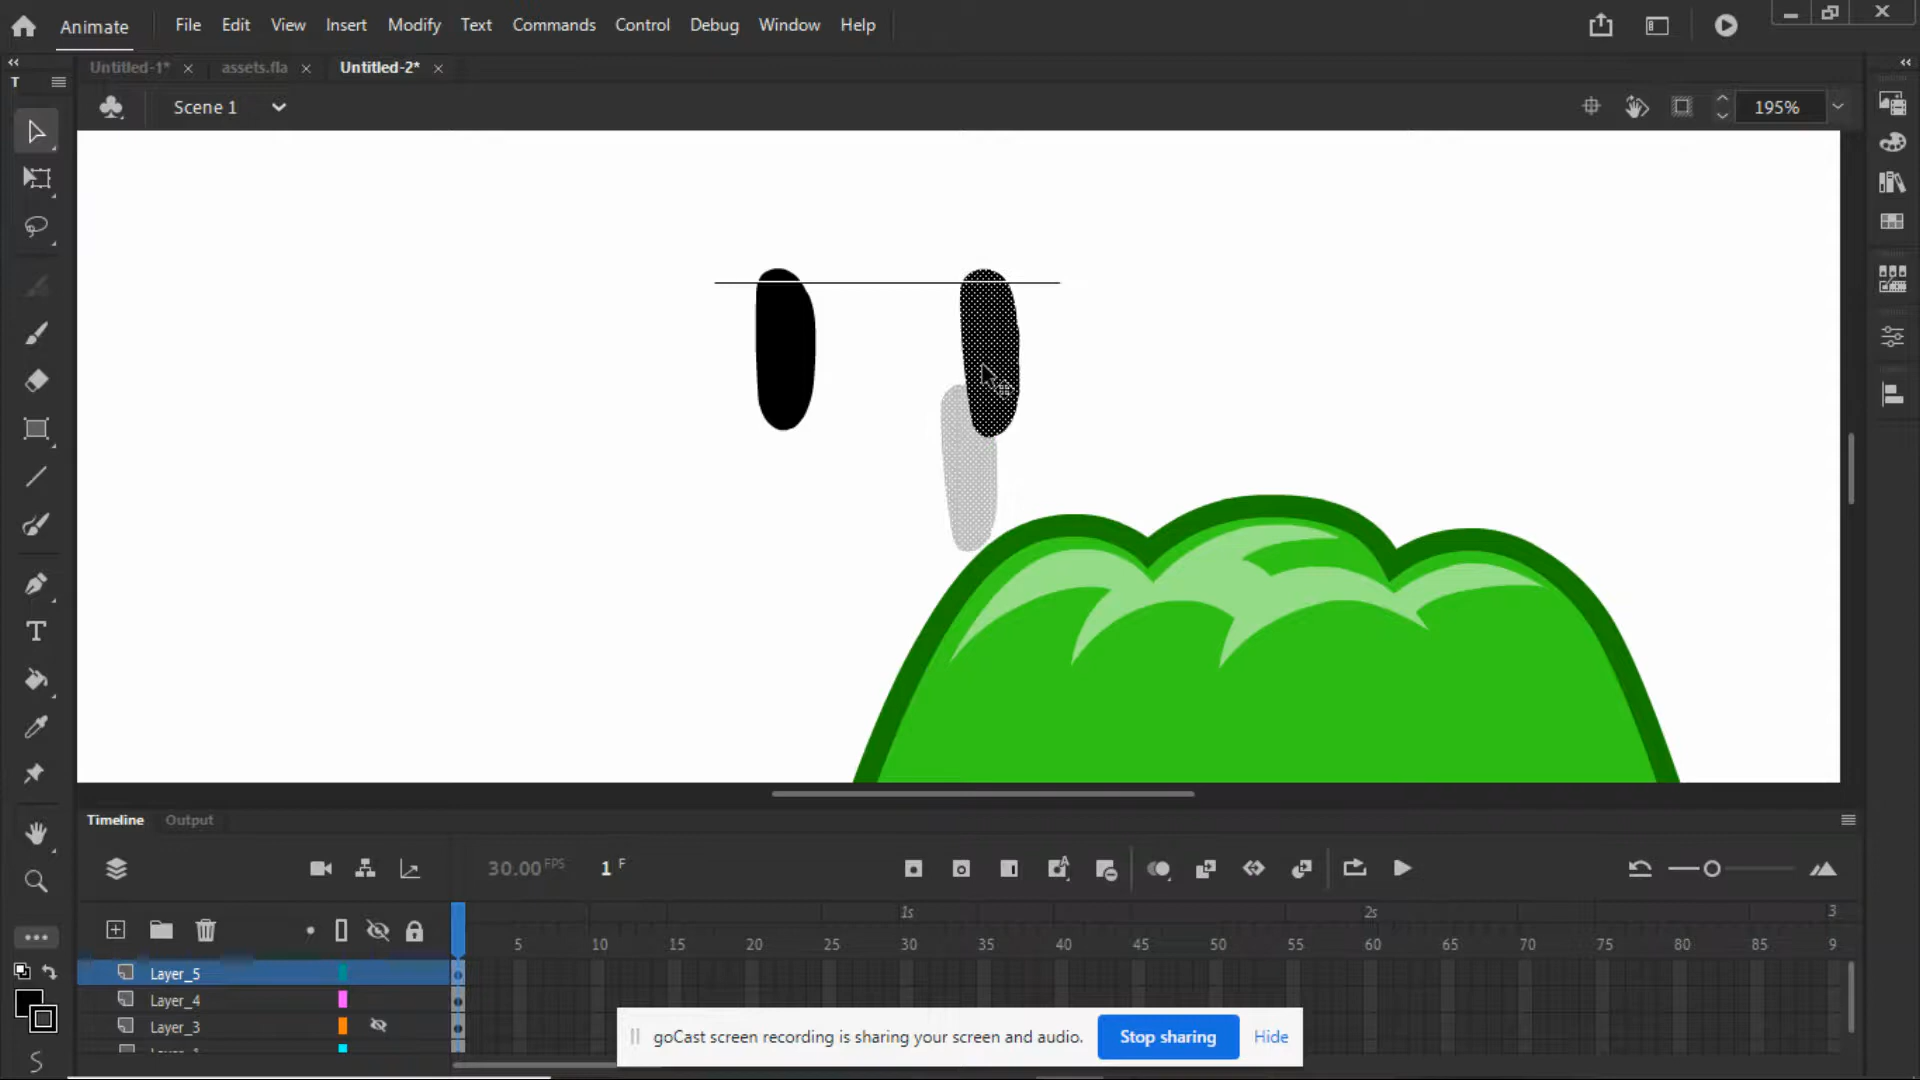 Animate File Edit View Insert Modify Text Commands Control Debug Window Help
T Untitled-1* assets.fla Untitled-2*
Scene 1 195%
Timeline Output
30.00 FPS 1 F
1s 2s 3
5 10 15 20 25 30 35 40 45 50 55 60 65 70 75 80 85 9
Layer_5
Layer_4
Layer_3
goCast screen recording is sharing your screen and audio. Stop sharing Hide